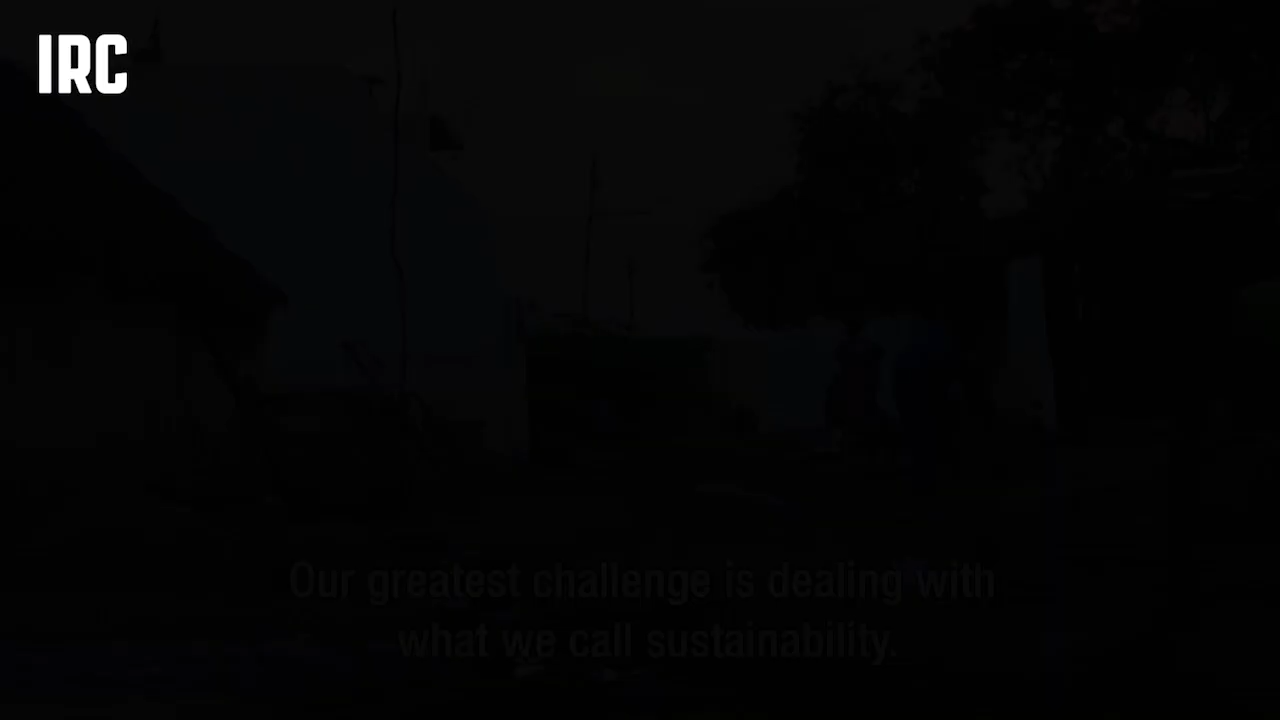 IRC
Our greatest challenge is dealing with
what we call sustainability.